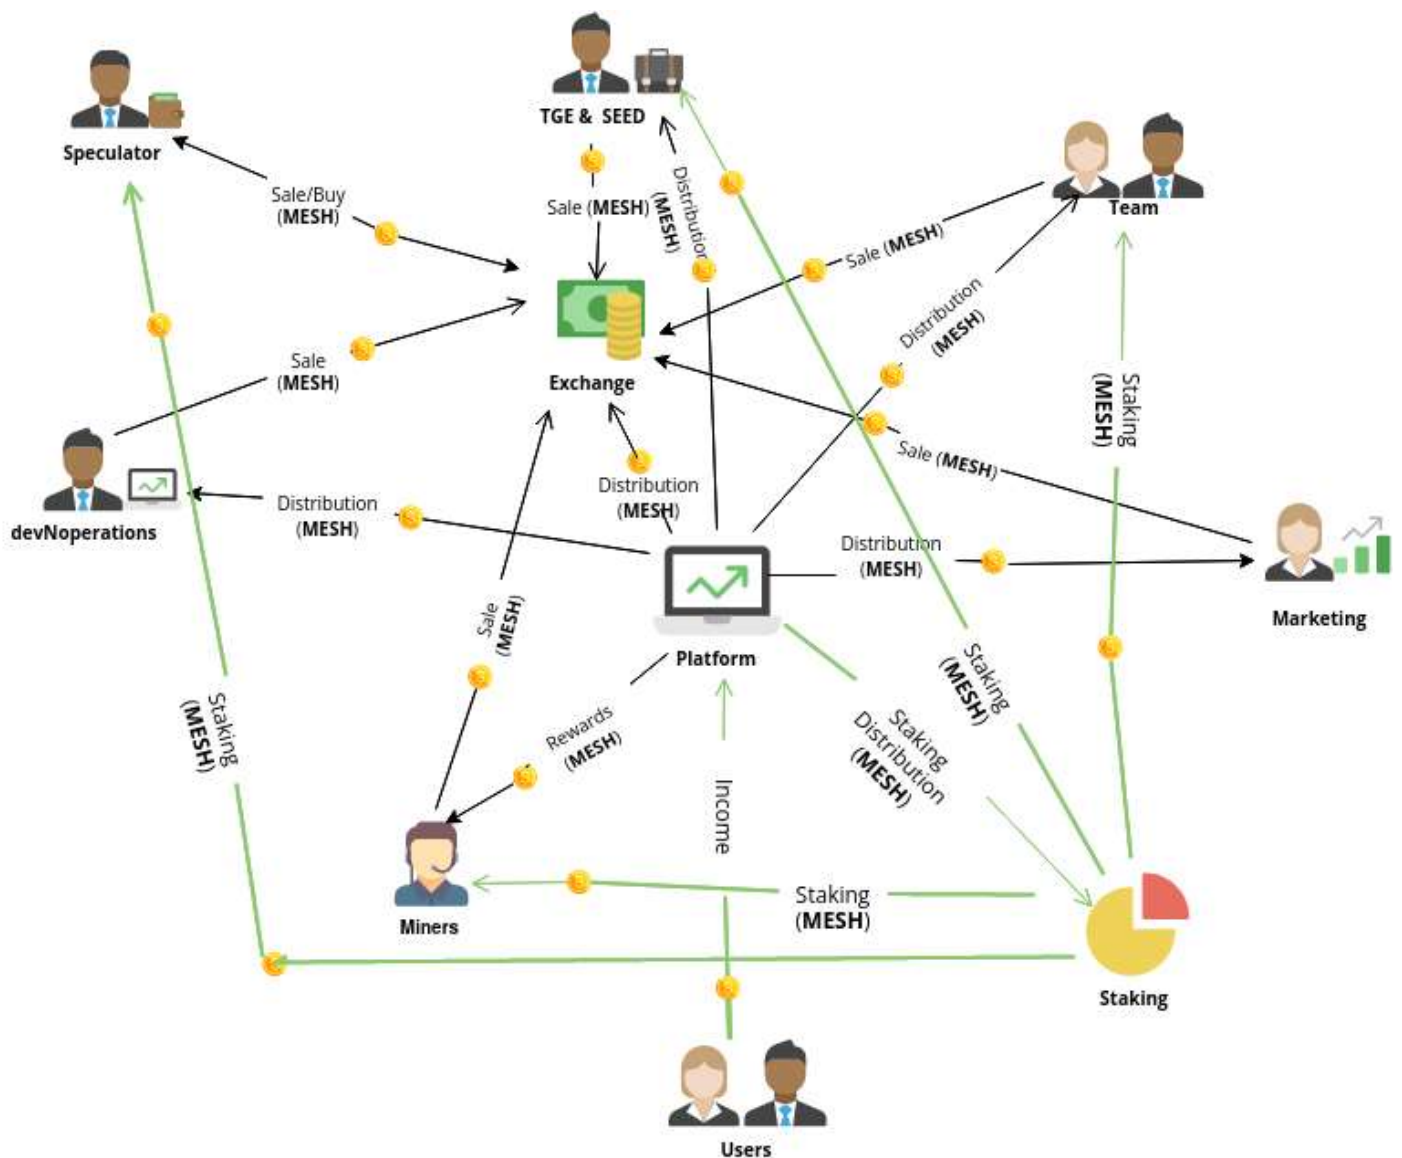 TGE & SEED
Speculator
Sale/Buy
(MESH)
Sale (MESH)
Distribution
(MESH)
Team
Sale (MESH)
Distribution
(MESH)
Sale
(MESH)
Exchange
Staking
(MESH)
Sale (MESH)
devNoperations
Distribution
(MESH)
Distribution
(MESH)
Distribution
(MESH)
Marketing
Sale
(MESH)
Platform
Staking
(MESH)
Staking
(MESH)
Rewards
(MESH)
Staking
Distribution
(MESH)
Income
Miners
Staking
(MESH)
Staking
Users